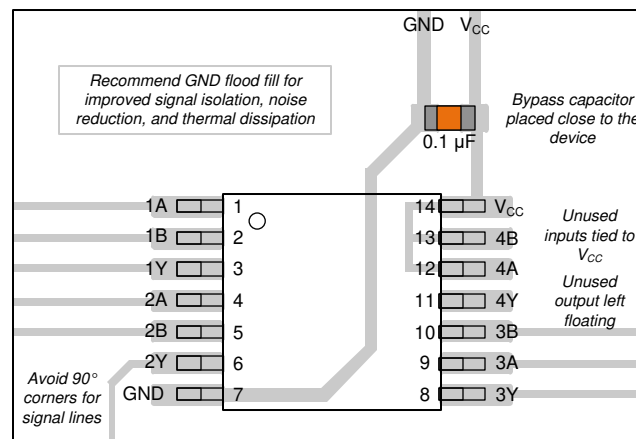 GND VCC
Recommend GND flood fill for
improved signal isolation, noise
reduction, and thermal dissipation
Bypass capacitor
placed close to the
device
0.1 µF
1A 1 14 VCC
1B 2 13 4B
1Y 3 12 4A
2A 4 11 4Y
2B 5 10 3B
2Y 6 9 3A
GND 7 8 3Y
Unused
inputs tied to
VCC
Unused
output left
floating
Avoid 90°
corners for
signal lines